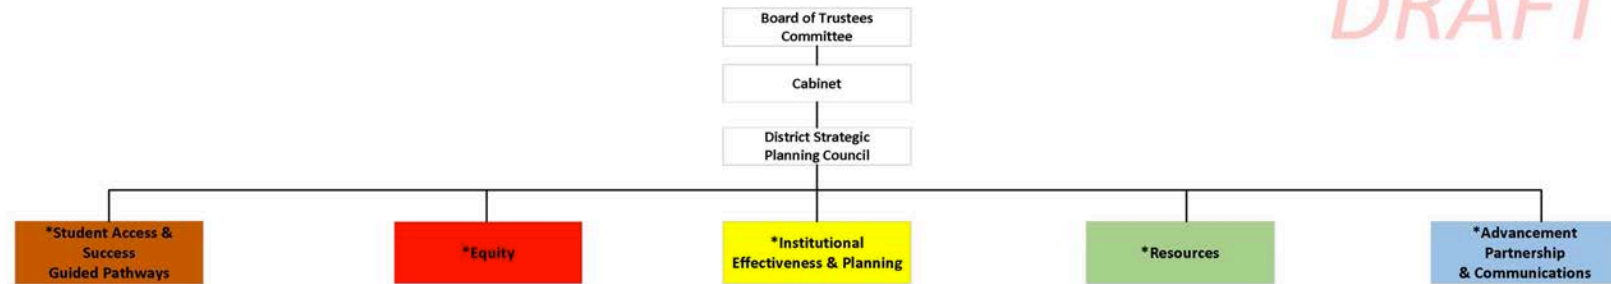 DRAFT
Board of Trustees
Committee
Cabinet
District Strategic
Planning Council
*Student Access &
Success
Guided Pathways
*Equity
*Institutional
Effectiveness & Planning
*Resources
*Advancement
Partnership
& Communications